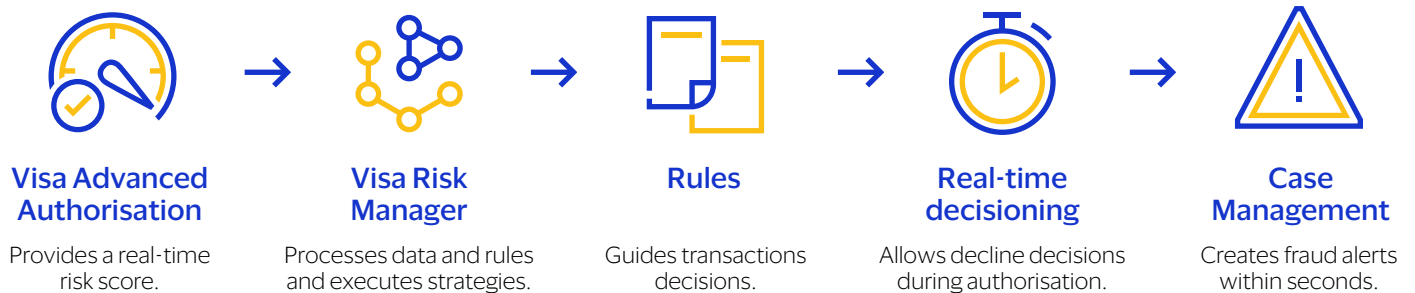 Visa Advanced
Authorisation
Provides a real-time
risk score.
Visa Risk
Manager
Processes data and rules
and executes strategies.
Rules
Guides transactions
decisions.
Real-time
decisioning
Allows decline decisions
during authorisation.
Case
Management
Creates fraud alerts
within seconds.